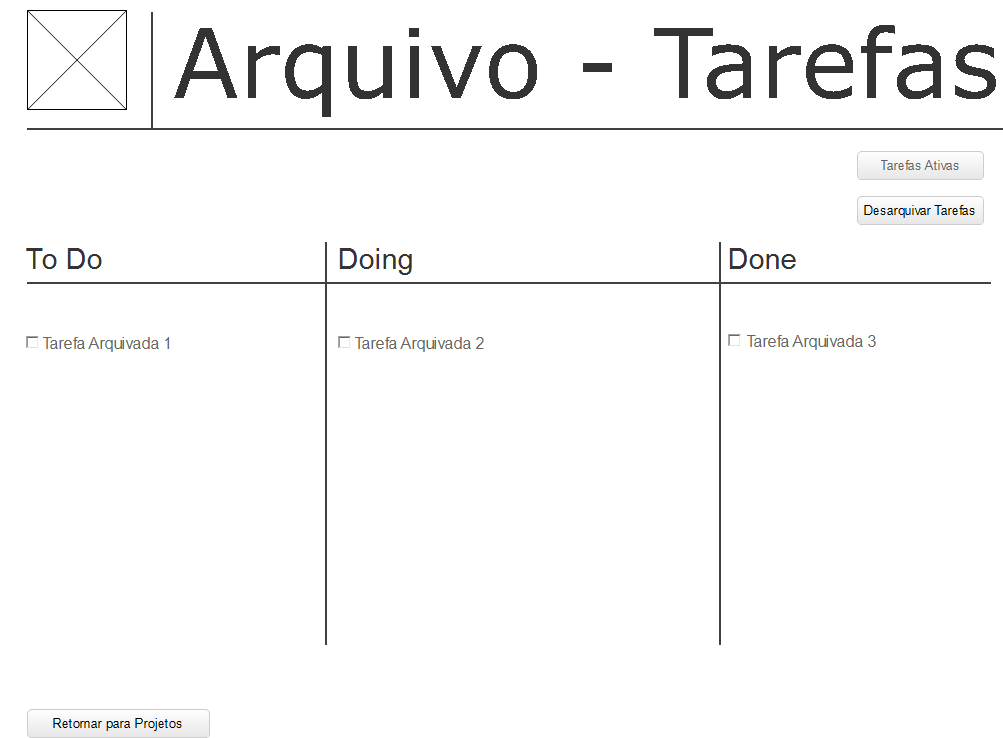 Arquivo - Tarefas
Tarefas Ativas
Desarquivar Tarefas
To Do
Doing
Done
Tarefa Arquivada 1
Tarefa Arquivada 2
Tarefa Arquivada 3
Retornar para Projetos